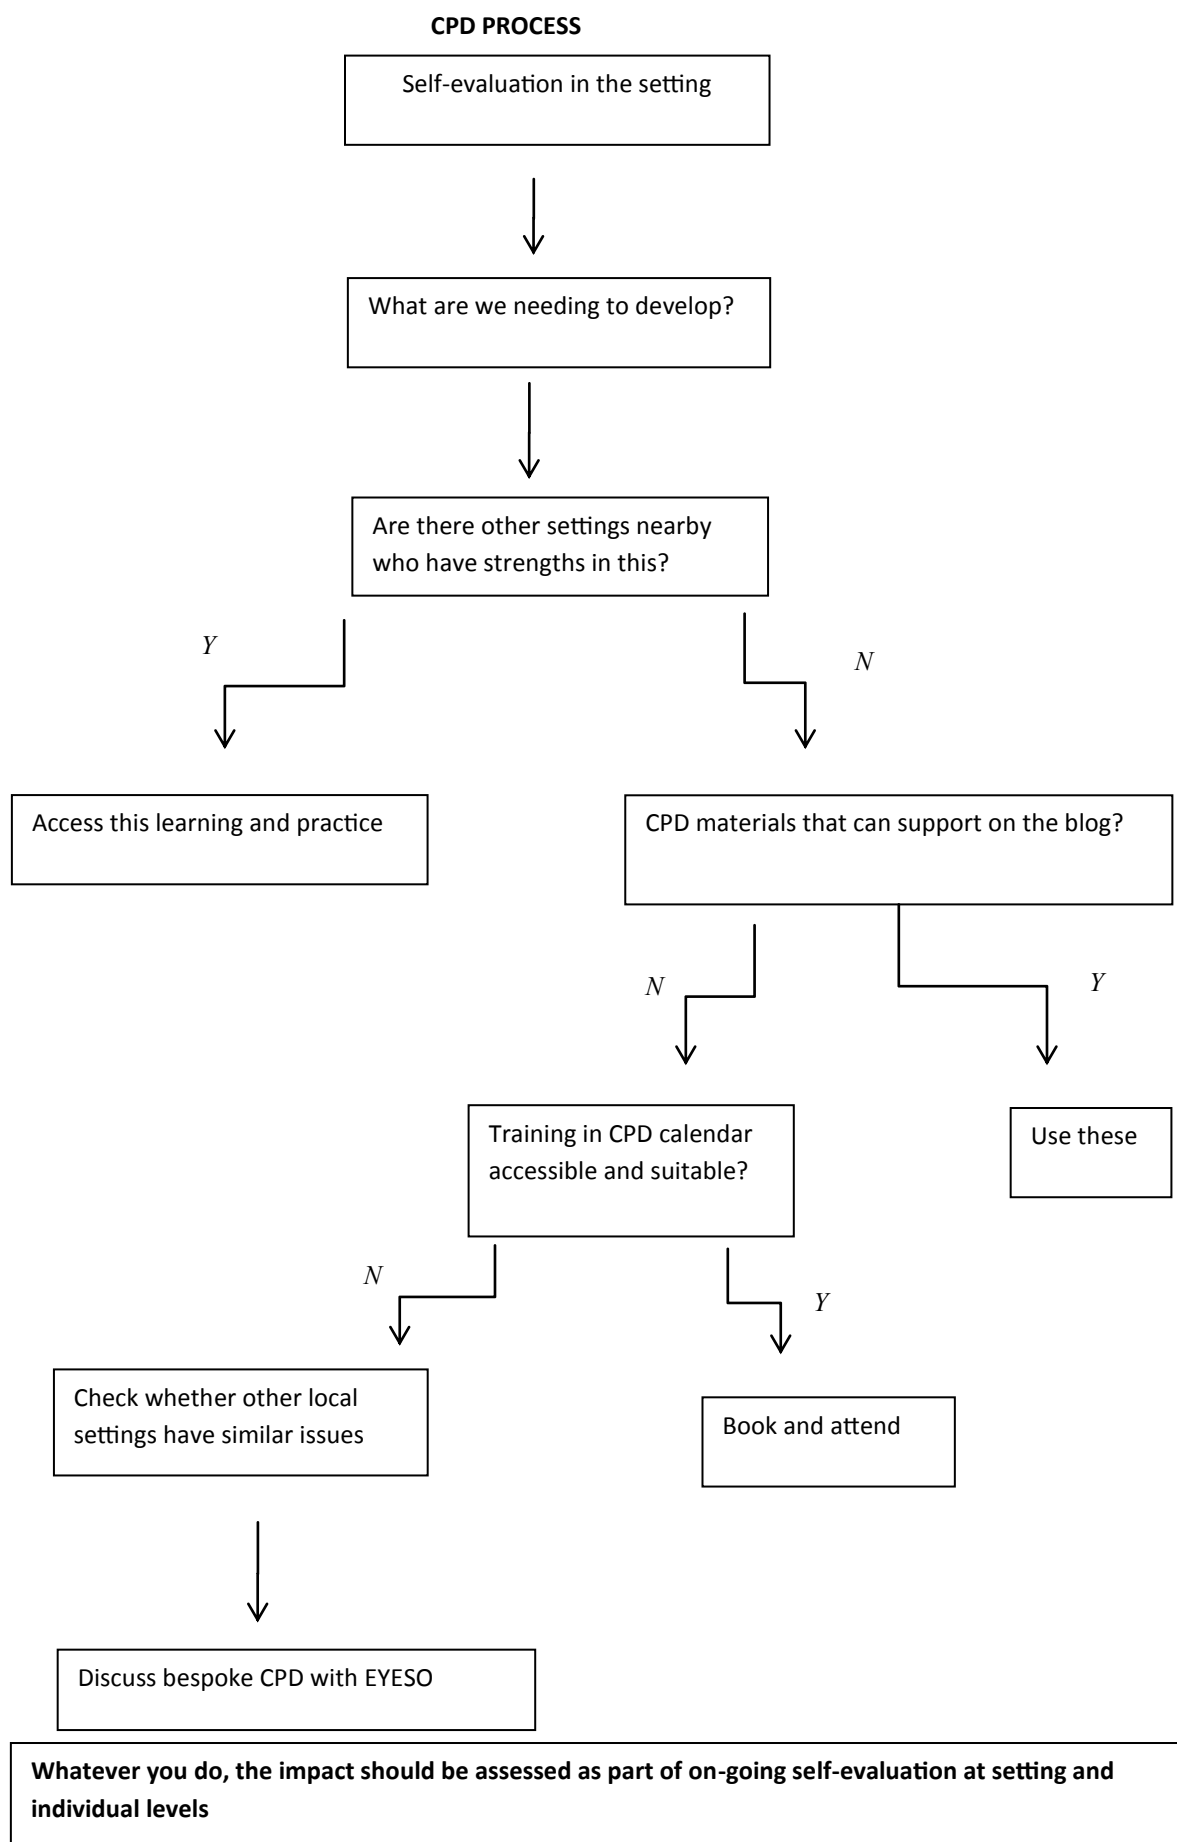 CPD PROCESS
Self-evaluation in the setting
What are we needing to develop?
Are there other settings nearby
who have strengths in this?
Y
N
Access this learning and practice
CPD materials that can support on the blog?
N
Y
Training in CPD calendar
accessible and suitable?
Use these
N
Y
Check whether other local
settings have similar issues
Book and attend
Discuss bespoke CPD with EYESO
Whatever you do, the impact should be assessed as part of on-going self-evaluation at setting and
individual levels